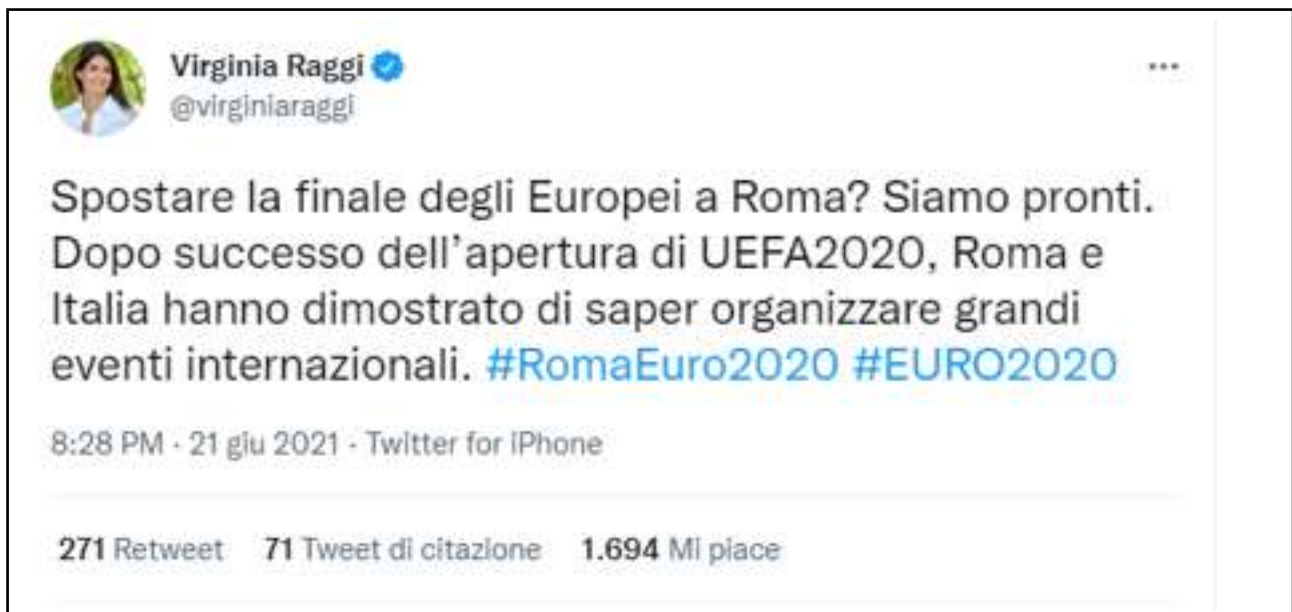 Virginia Raggi
@virginiaraggi
Spostare la finale degli Europei a Roma? Siamo pronti.
Dopo successo dell'apertura di UEFA2020, Roma e
Italia hanno dimostrato di saper organizzare grandi
eventi internazionali. #RomaEuro2020 #EURO2020
8:28 PM · 21 giu 2021 · Twitter for iPhone
271 Retweet 71 Tweet di citazione 1.694 Mi piace